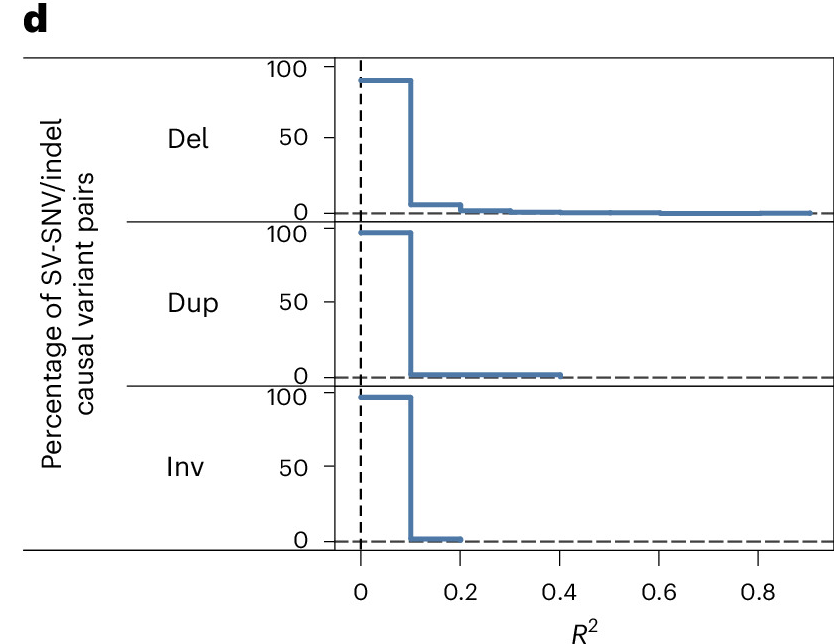 d
Percentage of SV-SNV/indel
causal variant pairs
Del
100
50
0
Dup
100
50
0
Inv
100
50
0
0 0.2 0.4 0.6 0.8
R²